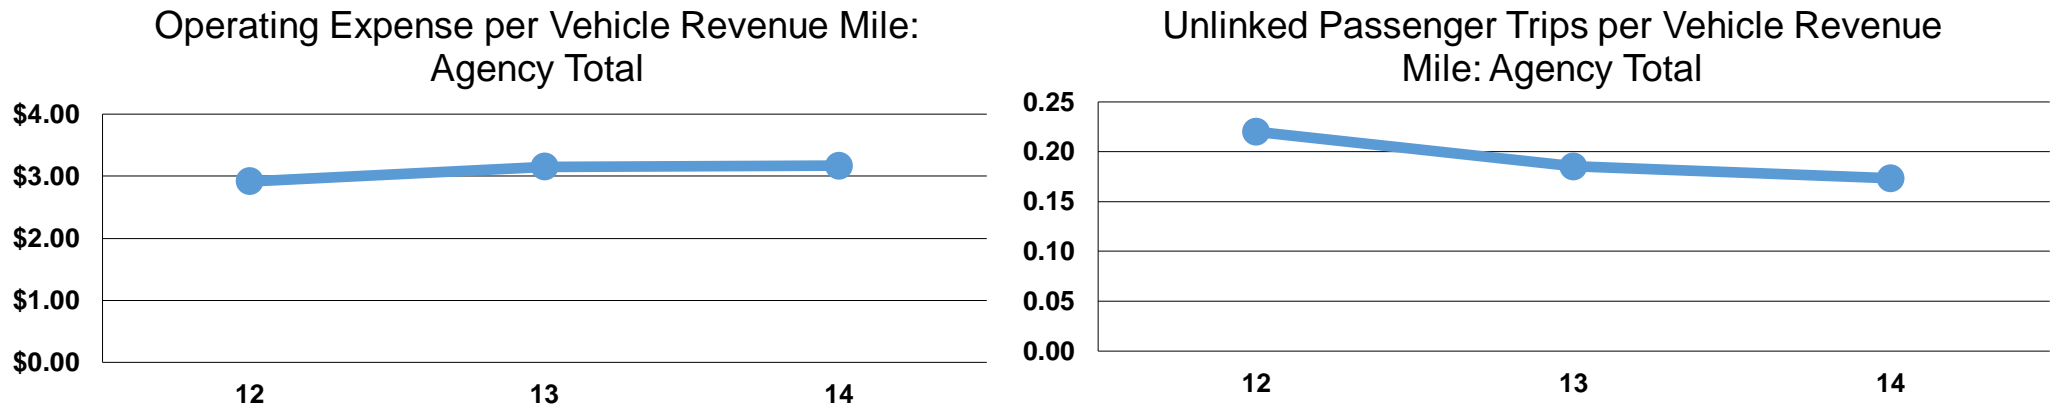 Operating Expense per Vehicle Revenue Mile:
Agency Total
$4.00
$3.00
$2.00
$1.00
$0.00
12 13 14
Unlinked Passenger Trips per Vehicle Revenue
Mile: Agency Total
0.25
0.20
0.15
0.10
0.05
0.00
12 13 14